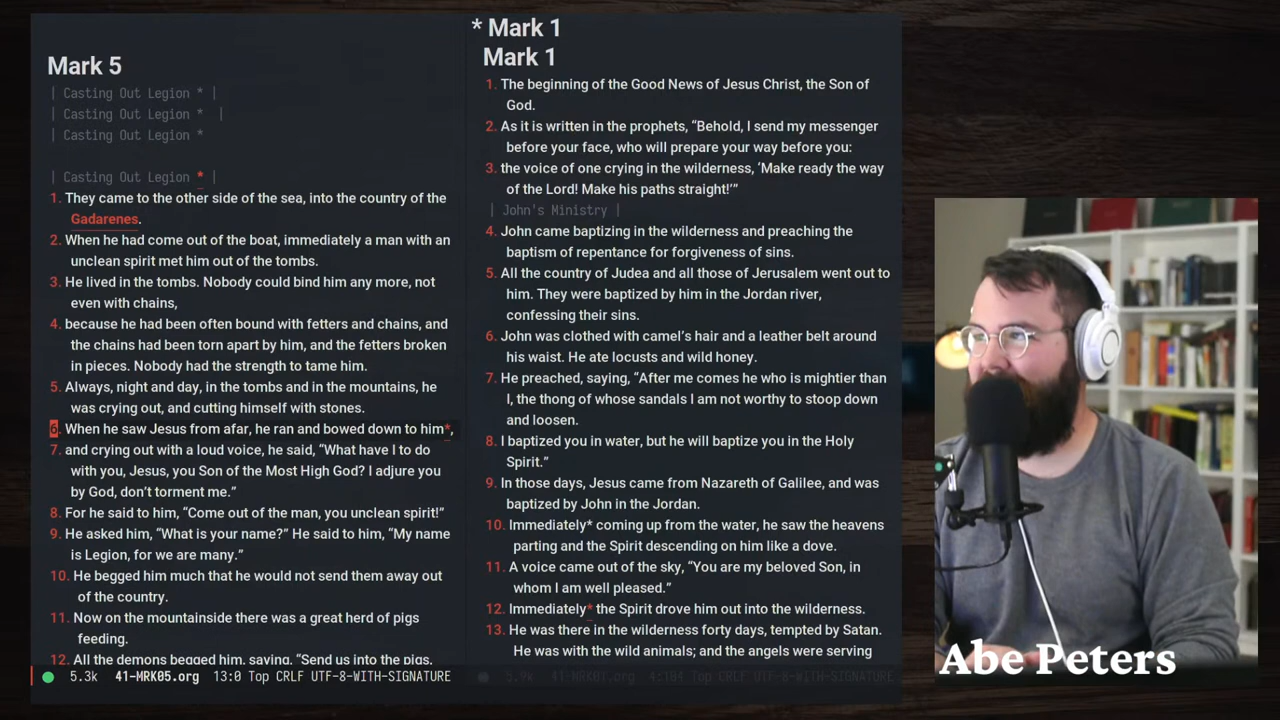 Mark 5
| Casting Out Legion * |
| Casting Out Legion *  |
| Casting Out Legion *
| Casting Out Legion * |
1. They came to the other side of the sea, into the country of the
Gadarenes.
2. When he had come out of the boat, immediately a man with an
unclean spirit met him out of the tombs.
3. He lived in the tombs. Nobody could bind him any more, not
even with chains,
4. because he had been often bound with fetters and chains, and
the chains had been torn apart by him, and the fetters broken
in pieces. Nobody had the strength to tame him.
5. Always, night and day, in the tombs and in the mountains, he
was crying out, and cutting himself with stones.
6. When he saw Jesus from afar, he ran and bowed down to him*,
7. and crying out with a loud voice, he said, “What have I to do
with you, Jesus, you Son of the Most High God? I adjure you
by God, don’t torment me.”
8. For he said to him, “Come out of the man, you unclean spirit!”
9. He asked him, “What is your name?” He said to him, “My name
is Legion, for we are many.”
10. He begged him much that he would not send them away out
of the country.
11. Now on the mountainside there was a great herd of pigs
feeding.
12. All the demons begged him, saying, “Send us into the pigs,
5.3k 41-MRK05.org 13:0 Top CRLF UTF-8-WITH-SIGNATURE
* Mark 1
Mark 1
1. The beginning of the Good News of Jesus Christ, the Son of
God.
2. As it is written in the prophets, “Behold, I send my messenger
before your face, who will prepare your way before you:
3. the voice of one crying in the wilderness, ‘Make ready the way
of the Lord! Make his paths straight!’”
| John's Ministry |
4. John came baptizing in the wilderness and preaching the
baptism of repentance for forgiveness of sins.
5. All the country of Judea and all those of Jerusalem went out to
him. They were baptized by him in the Jordan river,
confessing their sins.
6. John was clothed with camel’s hair and a leather belt around
his waist. He ate locusts and wild honey.
7. He preached, saying, “After me comes he who is mightier than
I, the thong of whose sandals I am not worthy to stoop down
and loosen.
8. I baptized you in water, but he will baptize you in the Holy
Spirit.”
9. In those days, Jesus came from Nazareth of Galilee, and was
baptized by John in the Jordan.
10. Immediately* coming up from the water, he saw the heavens
parting and the Spirit descending on him like a dove.
11. A voice came out of the sky, “You are my beloved Son, in
whom I am well pleased.”
12. Immediately* the Spirit drove him out into the wilderness.
13. He was there in the wilderness forty days, tempted by Satan.
He was with the wild animals; and the angels were serving
5.9k 41-MRK01.org 4:104 Top CRLF UTF-8-WITH-SIGNATURE
Abe Peters